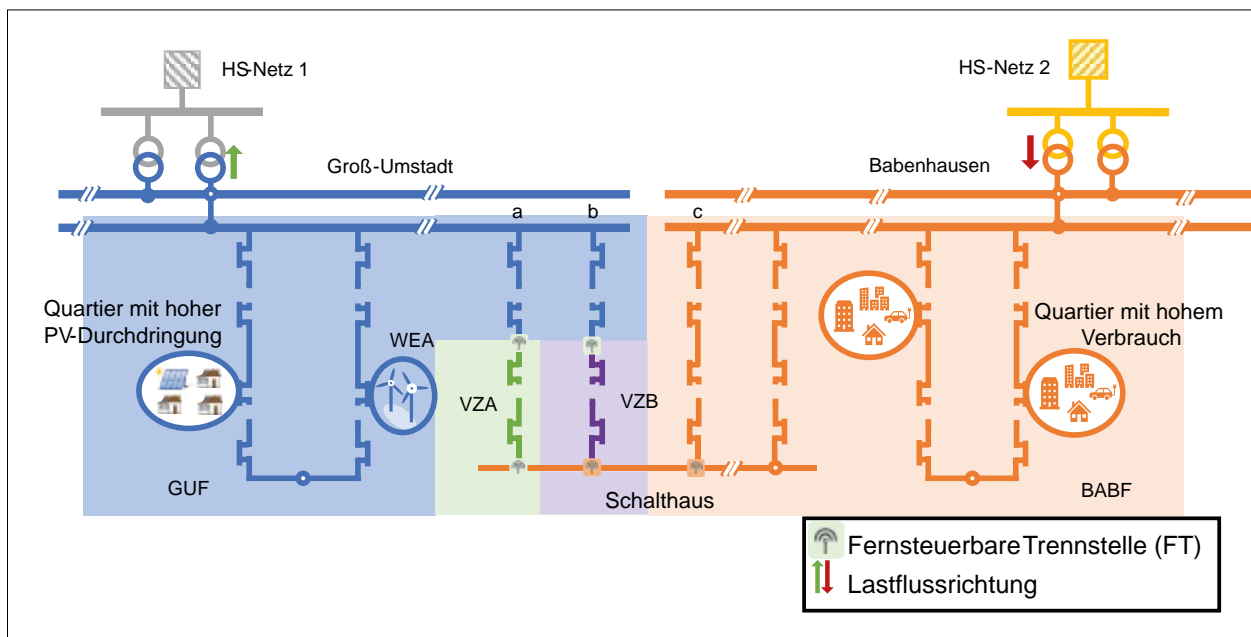 HS-Netz 1
HS-Netz 2
Groß-Umstadt
Babenhausen
a
b
c
Quartier mit hoher
PV-Durchdringung
WEA
Quartier mit hohem
Verbrauch
VZA
VZB
GUF
Schalthaus
BABF
Fernsteuerbare Trennstelle (FT)
Lastflussrichtung